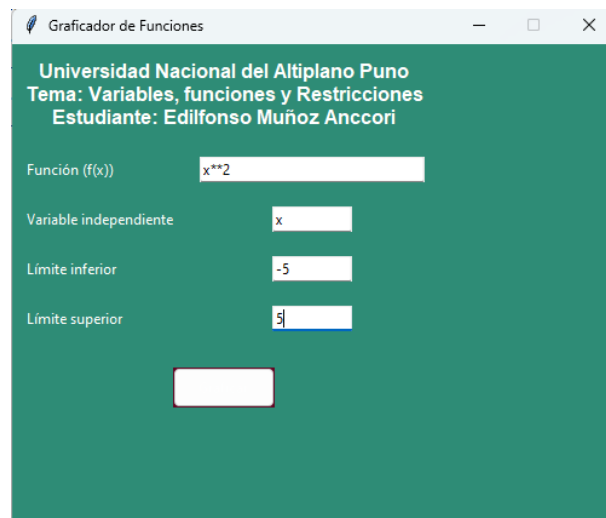 Graficador de Funciones
Universidad Nacional del Altiplano Puno
Tema: Variables, funciones y Restricciones
Estudiante: Edilfonso Muñoz Anccori
Función (f(x)) x**2
Variable independiente x
Límite inferior -5
Límite superior 5